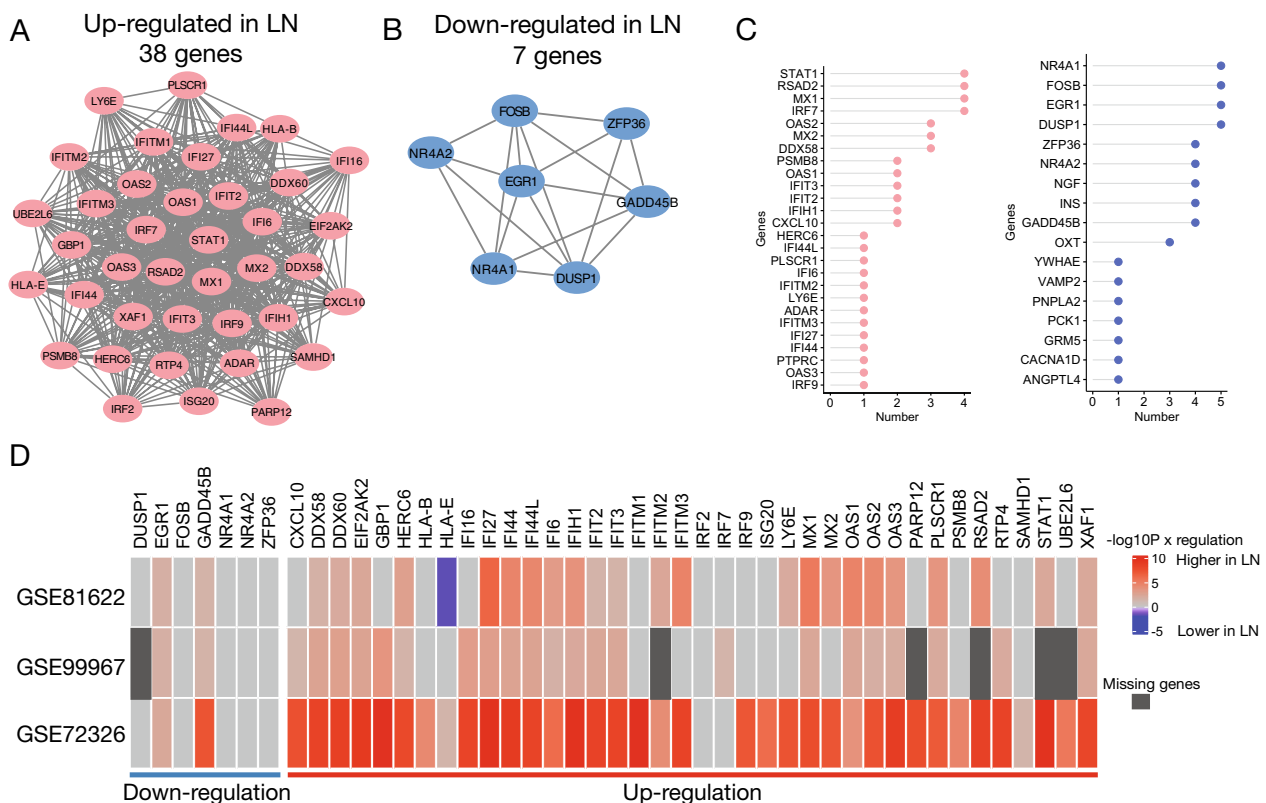 A
Up-regulated in LN
38 genes
PLSCR1
LY6E
IFI44L
HLA-B
IFITM1
IFITM2
IFI27
IFI16
OAS2
DDX60
IFITM3
OAS1
IFIT2
UBE2L6
IFI6
EIF2AK2
IRF7
GBP1
STAT1
OAS3
RSAD2
MX2
DDX58
HLA-E
MX1
IFI44
CXCL10
XAF1
IFIT3
IRF9
IFIH1
PSMB8
HERC6
RTP4
ADAR
SAMHD1
IRF2
ISG20
PARP12
B
Down-regulated in LN
7 genes
FOSB
ZFP36
NR4A2
EGR1
GADD45B
NR4A1
DUSP1
C
Genes
STAT1
RSAD2
MX1
IRF7
OAS2
MX2
DDX58
PSMB8
OAS1
IFIT3
IFIT2
IFIH1
CXCL10
HERC6
IFI44L
PLSCR1
IFI6
IFITM2
LY6E
ADAR
IFITM3
IFI27
IFI44
PTPRC
OAS3
IRF9
0 1 2 3 4
Number
Genes
NR4A1
FOSB
EGR1
DUSP1
ZFP36
NR4A2
NGF
INS
GADD45B
OXT
YWHAE
VAMP2
PNPLA2
PCK1
GRM5
CACNA1D
ANGPTL4
0 1 2 3 4 5
Number
D
DUSP1
EGR1
FOSB
GADD45B
NR4A1
NR4A2
ZFP36
CXCL10
DDX58
DDX60
EIF2AK2
GBP1
HERC6
HLA-B
HLA-E
IFI16
IFI27
IFI44
IFI44L
IFI6
IFIH1
IFIT2
IFIT3
IFITM1
IFITM2
IFITM3
IRF2
IRF7
IRF9
ISG20
LY6E
MX1
MX2
OAS1
OAS2
OAS3
PARP12
PLSCR1
PSMB8
RSAD2
RTP4
SAMHD1
STAT1
UBE2L6
XAF1
GSE81622
GSE99967
GSE72326
Down-regulation
Up-regulation
-log10P x regulation
10 Higher in LN
5
0
-5 Lower in LN
Missing genes